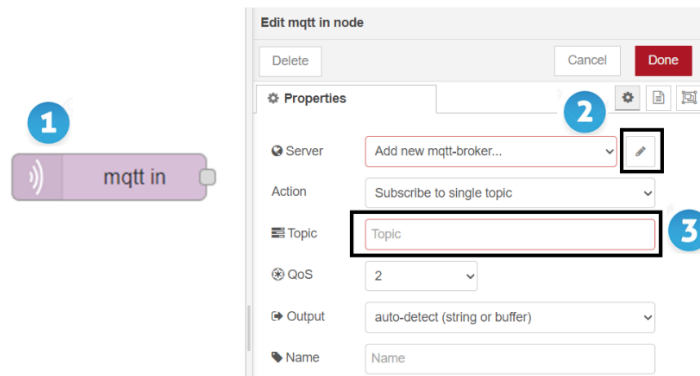 Edit mqtt in node
Delete
Cancel
Done
Properties
1
2
mqtt in
Server
Add new mqtt-broker...
Action
Subscribe to single topic
Topic
Topic
3
QoS
2
Output
auto-detect (string or buffer)
Name
Name